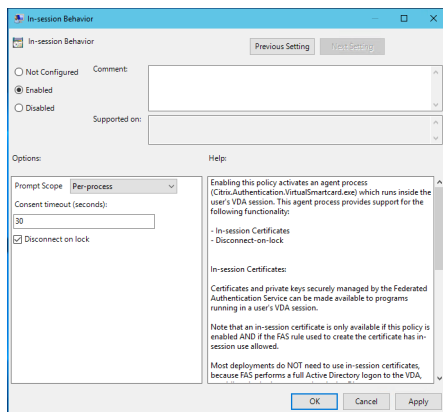 In-session Behavior
In-session Behavior
Previous Setting
Next Setting
Not Configured
Comment:
Enabled
Disabled
Supported on:
Options:
Help:
Prompt Scope
Per-process
Consent timeout (seconds):
30
Disconnect on lock
Enabling this policy activates an agent process
(Citrix.Authentication.VirtualSmartcard.exe) which runs inside the
user's VDA session. This agent process provides support for the
following functionality:
- In-session Certificates
- Disconnect-on-lock
In-session Certificates:
Certificates and private keys securely managed by the Federated
Authentication Service can be made available to programs
running in a user's VDA session.
Note that an in-session certificate is only available if this policy is
enabled AND if the FAS rule used to create the certificate has in-
session use allowed.
Most deployments do NOT need to use in-session certificates,
because FAS performs a full Active Directory logon to the VDA,
OK
Cancel
Apply